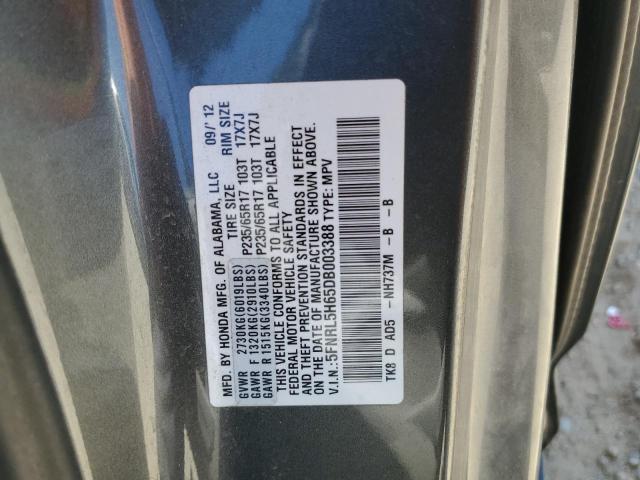 MFD. BY HONDA MFG. OF ALABAMA, LLC 09/'12
TIRE SIZE RIM SIZE
GVWR 2730KG(6019LBS)
GAWR F 1320KG(2910LBS) P235/65R17 103T 17X7J
GAWR R 1515KG(3340LBS) P235/65R17 103T 17X7J
THIS VEHICLE CONFORMS TO ALL APPLICABLE
FEDERAL MOTOR VEHICLE SAFETY
AND THEFT PREVENTION STANDARDS IN EFFECT
ON THE DATE OF MANUFACTURE SHOWN ABOVE.
V.I.N.:5FNRL5H65DB003388 TYPE: MPV
TK8 D AD5 -NH737M -B -B